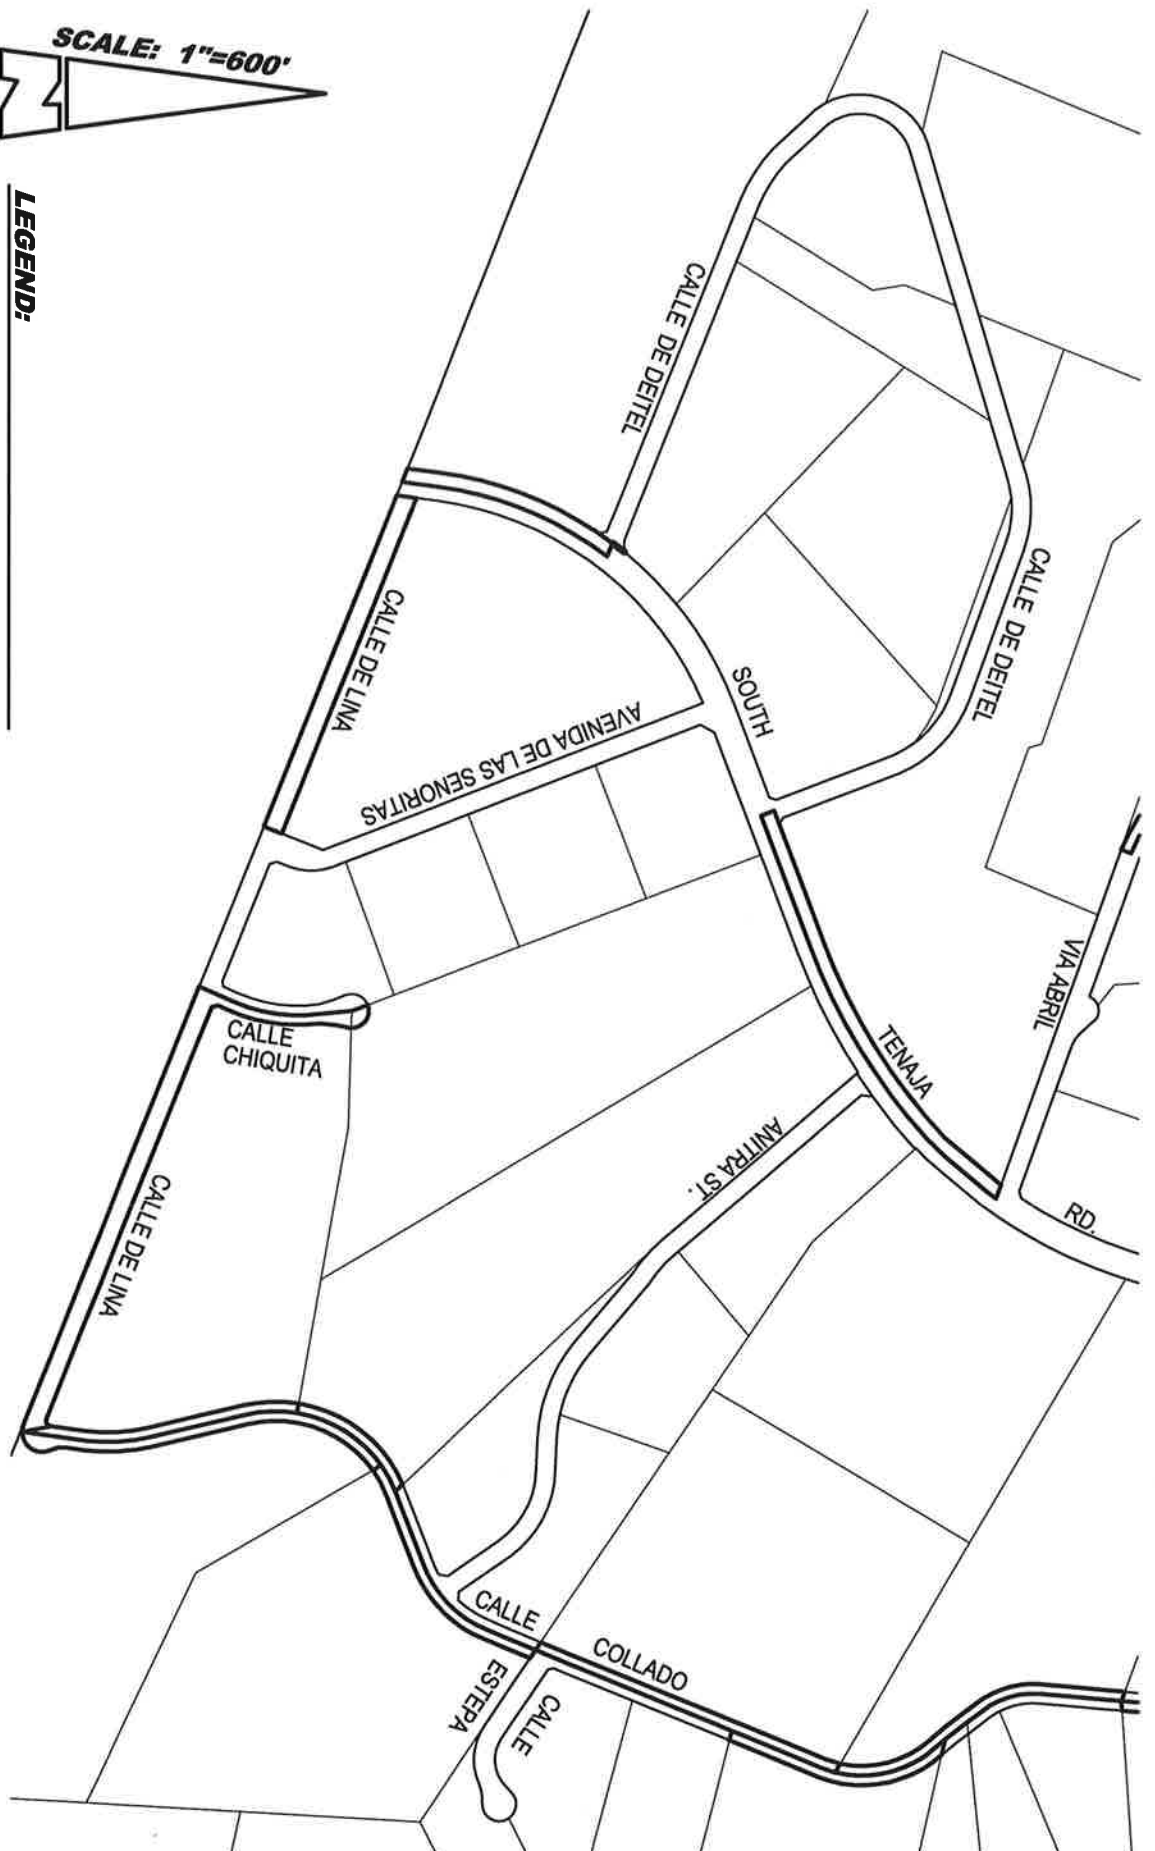 SCALE: 1"=600'
N
LEGEND:
CALLE DE DEITEL
CALLE DE DEITEL
CALLE DE LINA
AVENIDA DE LAS SENORITAS
SOUTH
TENAJA
RD.
VIA ABRIL
CALLE
CHIQUITA
ANITRA ST.
CALLE DE LINA
CALLE
COLLADO
CALLE
ESTEPA